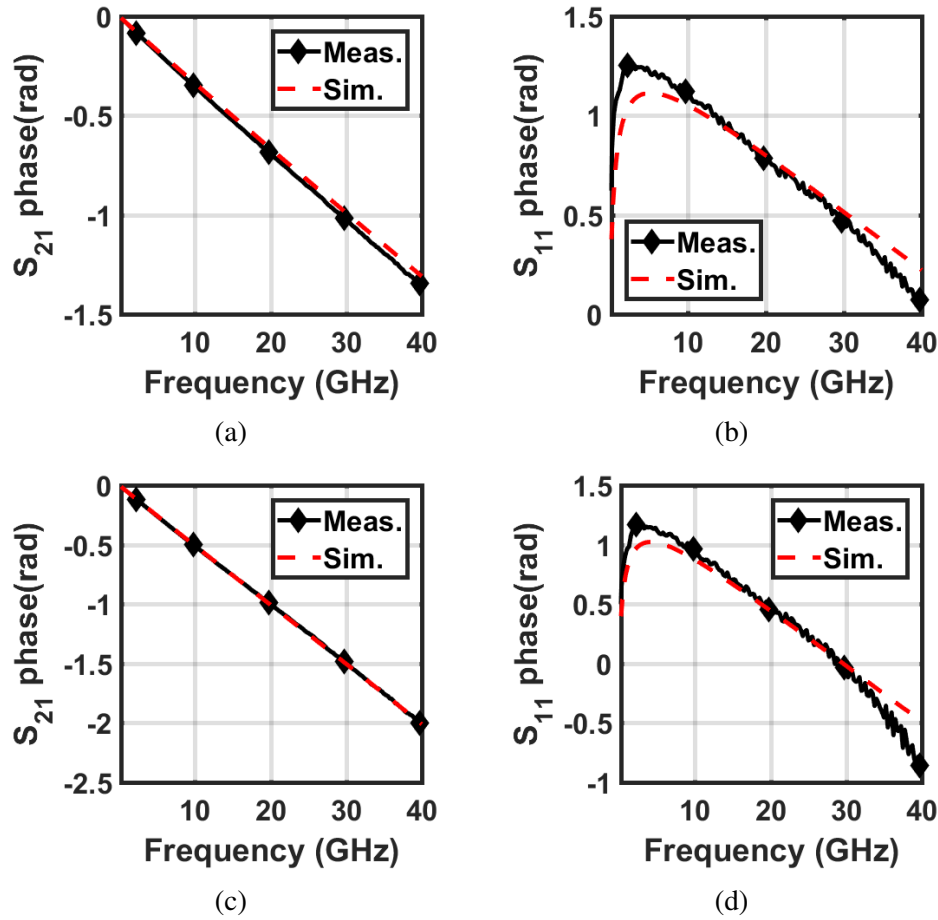 0
-0.5
-1
-1.5
S21 phase(rad)
Meas.
Sim.
10 20 30 40
Frequency (GHz)
(a)
1.5
1
0.5
0
S11 phase(rad)
Meas.
Sim.
10 20 30 40
Frequency (GHz)
(b)
0
-0.5
-1
-1.5
-2
-2.5
S21 phase(rad)
Meas.
Sim.
10 20 30 40
Frequency (GHz)
(c)
1.5
1
0.5
0
-0.5
-1
S11 phase(rad)
Meas.
Sim.
10 20 30 40
Frequency (GHz)
(d)